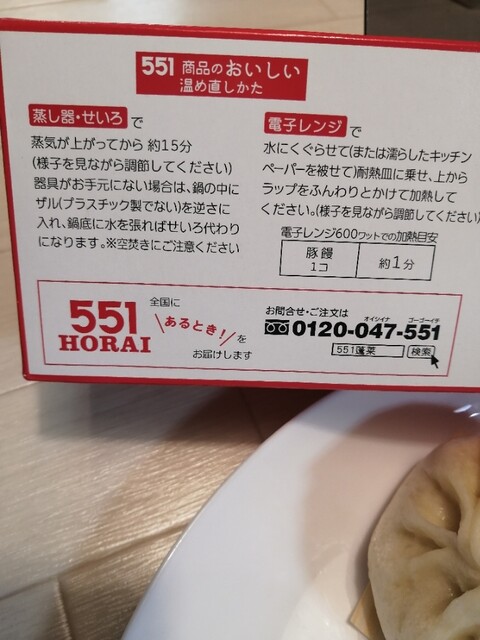 551 商品のおいしい
温め直しかた
蒸し器・せいろ で
蒸気が上がってから 約15分
(様子を見ながら調節してください)
器具がお手元にない場合は、鍋の中に
ザル(プラスチック製でない)を逆さに
入れ、鍋底に水を張ればせいろ代わり
になります。※空焚きにご注意ください
電子レンジ で
水にくぐらせて(または濡らしたキッチン
ペーパーを被せて)耐熱皿に乗せ、上から
ラップをふんわりとかけて加熱して
ください。(様子を見ながら調節してください)
電子レンジ600ワットでの加熱目安
豚饅
1コ
約1分
551
HORAI
全国に
あるとき!
を
お届けします
お問合せ・ご注文は
オイシイナ ゴーゴーイチ
0120-047-551
551蓬莱 検索